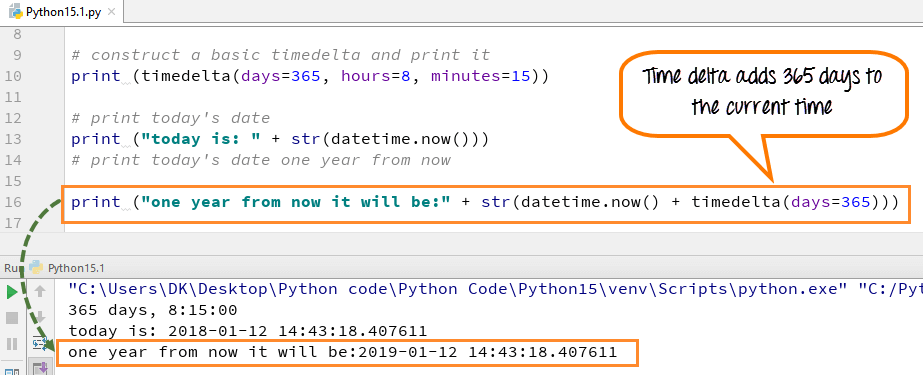 Python15.1.py ×
8
9 # construct a basic timedelta and print it
10 print (timedelta(days=365, hours=8, minutes=15))
11
12 # print today's date
13 print ("today is: " + str(datetime.now()))
14 # print today's date one year from now
15
16 print ("one year from now it will be:" + str(datetime.now() + timedelta(days=365)))
17
Time delta adds 365 days to
the current time
Run Python15.1
"C:\Users\DK\Desktop\Python code\Python Code\Python15\venv\Scripts\python.exe" "C:/Pyt
365 days, 8:15:00
today is: 2018-01-12 14:43:18.407611
one year from now it will be:2019-01-12 14:43:18.407611